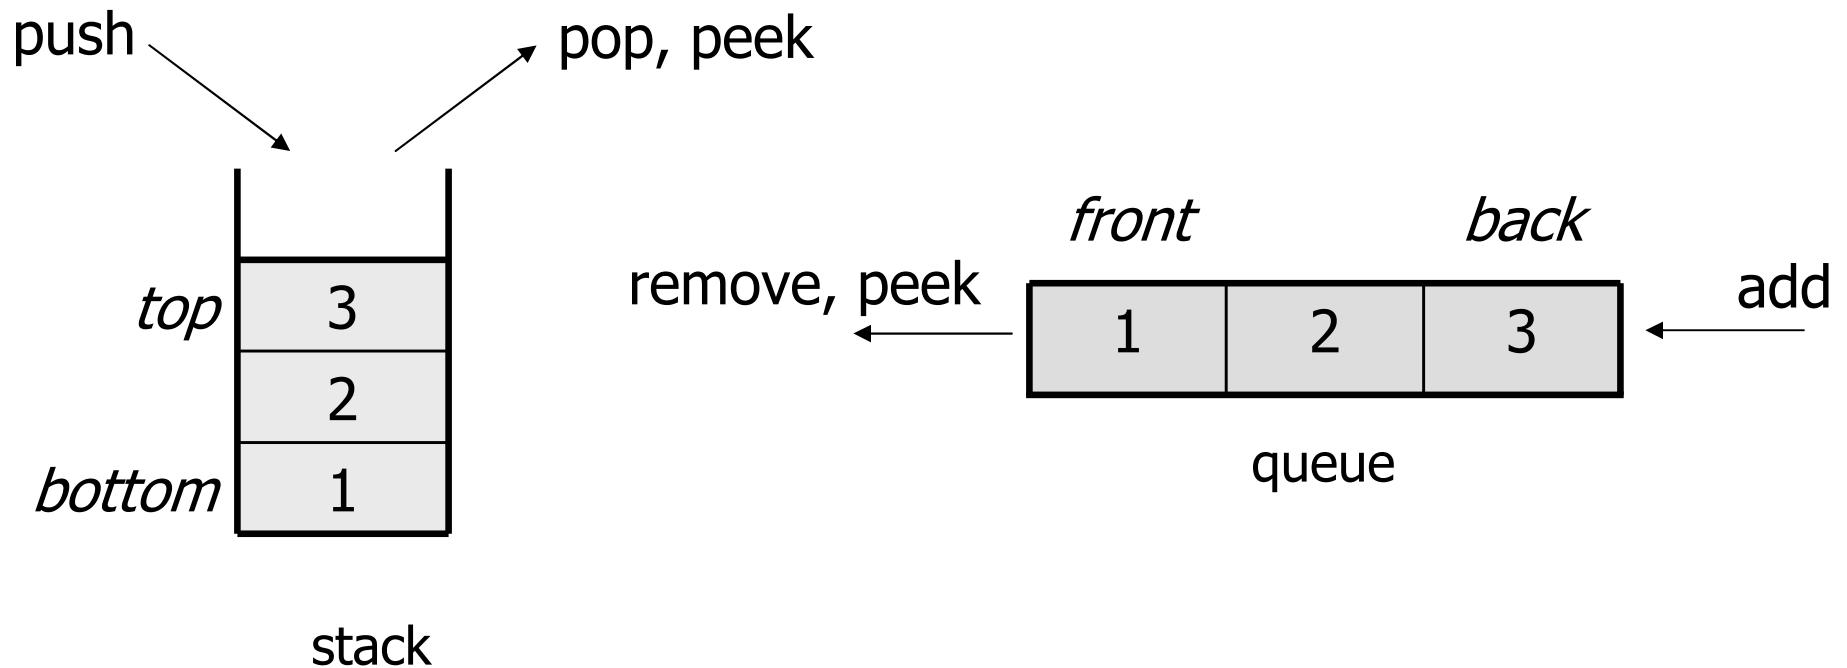 push
pop, peek
top
3
2
bottom
1
stack
front
back
remove, peek
1
2
3
add
queue